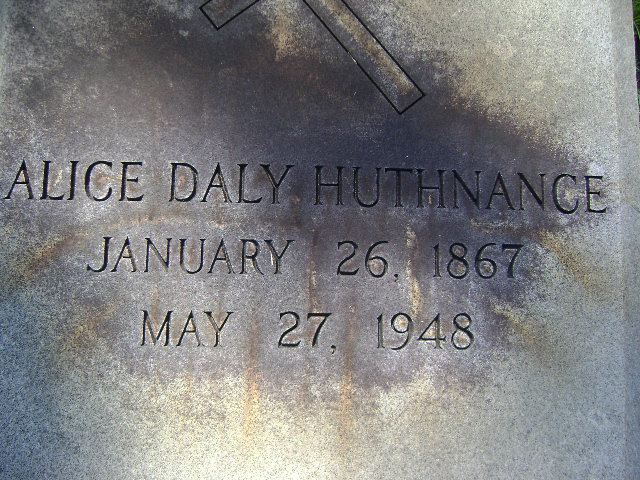 ALICE DALY HUTHNANCE
JANUARY 26, 1867
MAY 27, 1948